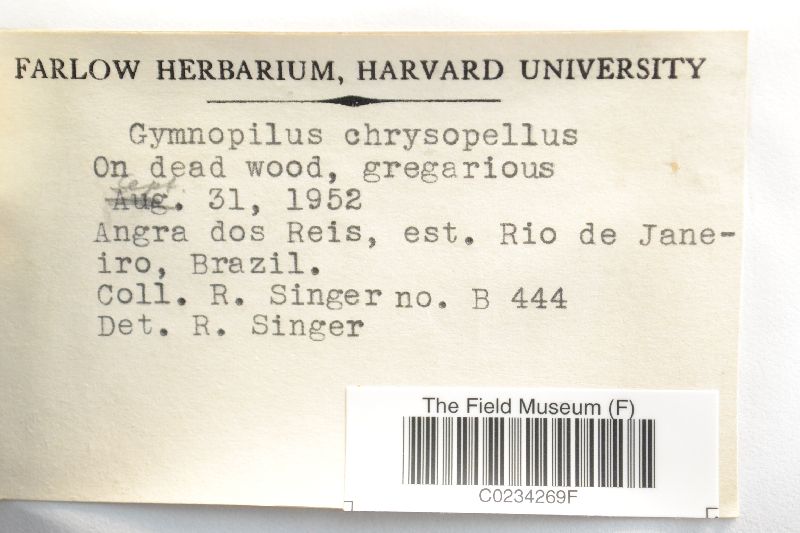 FARLOW HERBARIUM, HARVARD UNIVERSITY
Gymnopilus chrysopellus
On dead wood, gregarious
Sept.
Aug. 31, 1952
Angra dos Reis, est. Rio de Jane-
iro, Brazil.
Coll. R. Singer no. B 444
Det. R. Singer
The Field Museum (F)
C0234269F